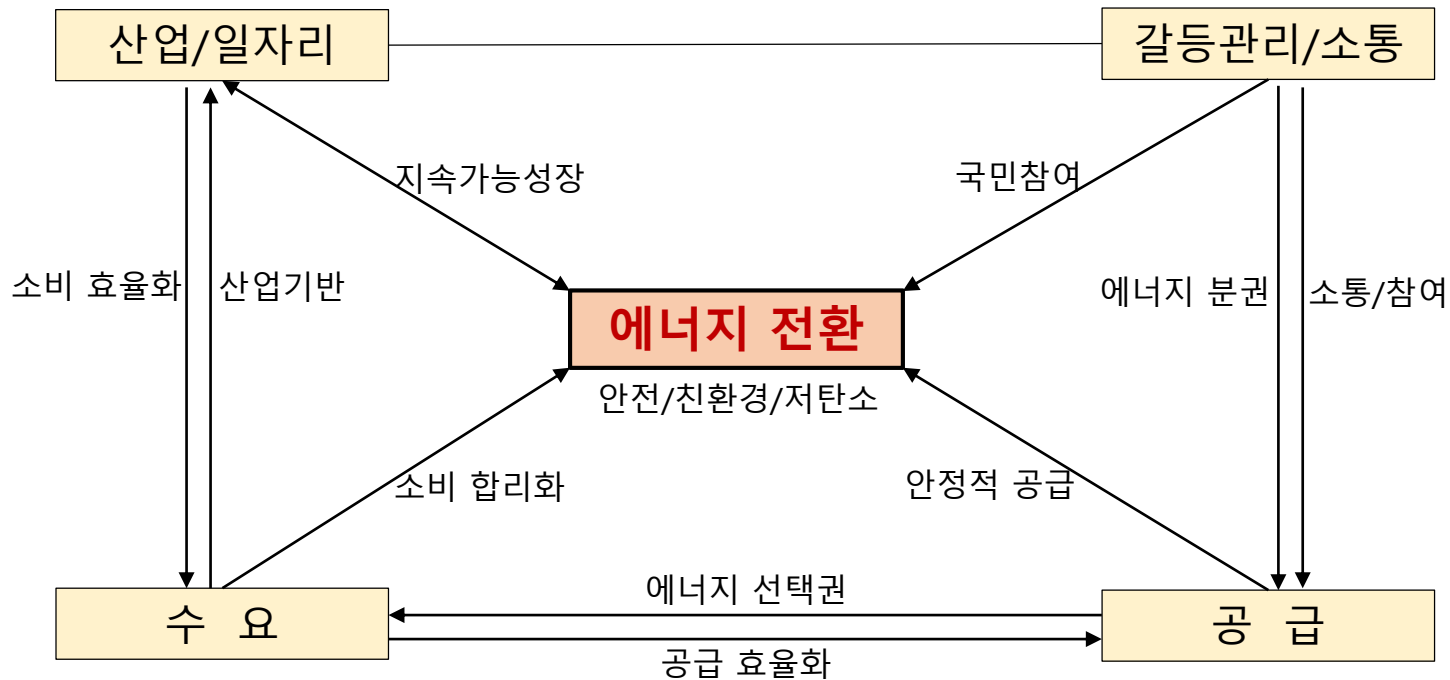 산업/일자리
갈등관리/소통
지속가능성장
국민참여
소비 효율화
산업기반
에너지 분권
소통/참여
에너지 전환
안전/친환경/저탄소
소비 합리화
안정적 공급
에너지 선택권
수 요
공 급
공급 효율화